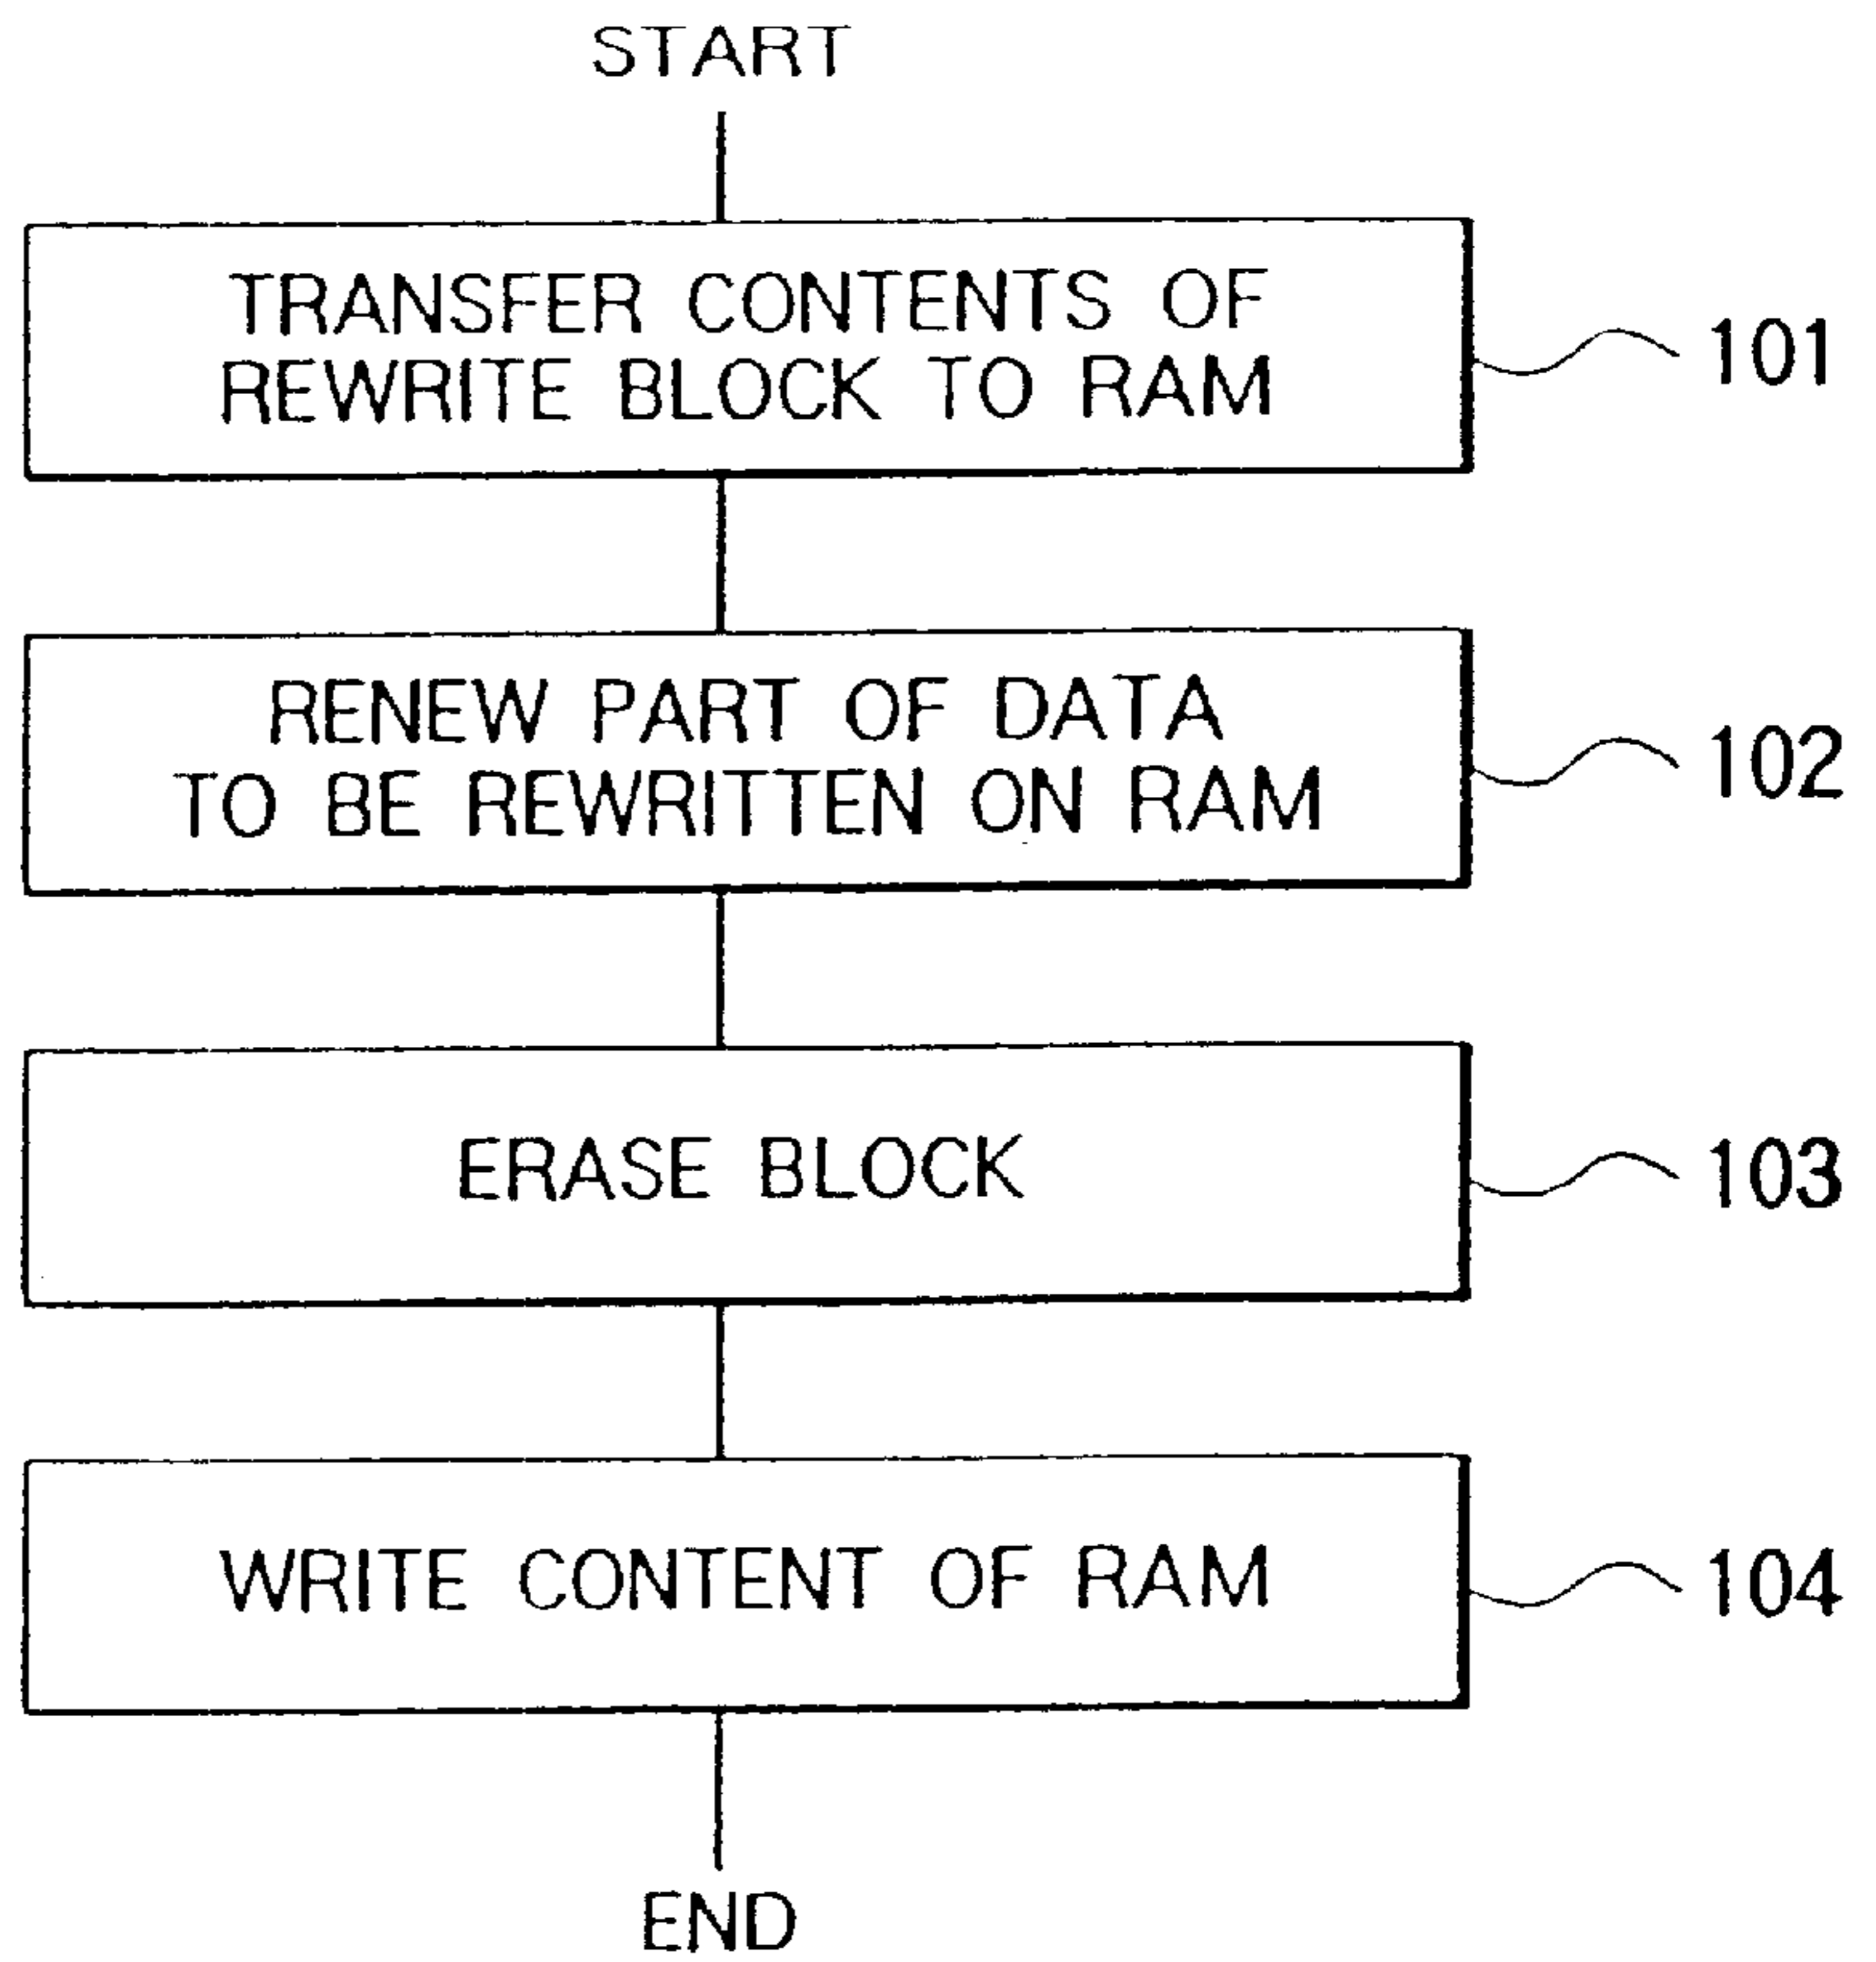 START
TRANSFER CONTENTS OF
REWRITE BLOCK TO RAM
101
RENEW PART OF DATA
TO BE REWRITTEN ON RAM
102
ERASE BLOCK
103
WRITE CONTENT OF RAM
104
END